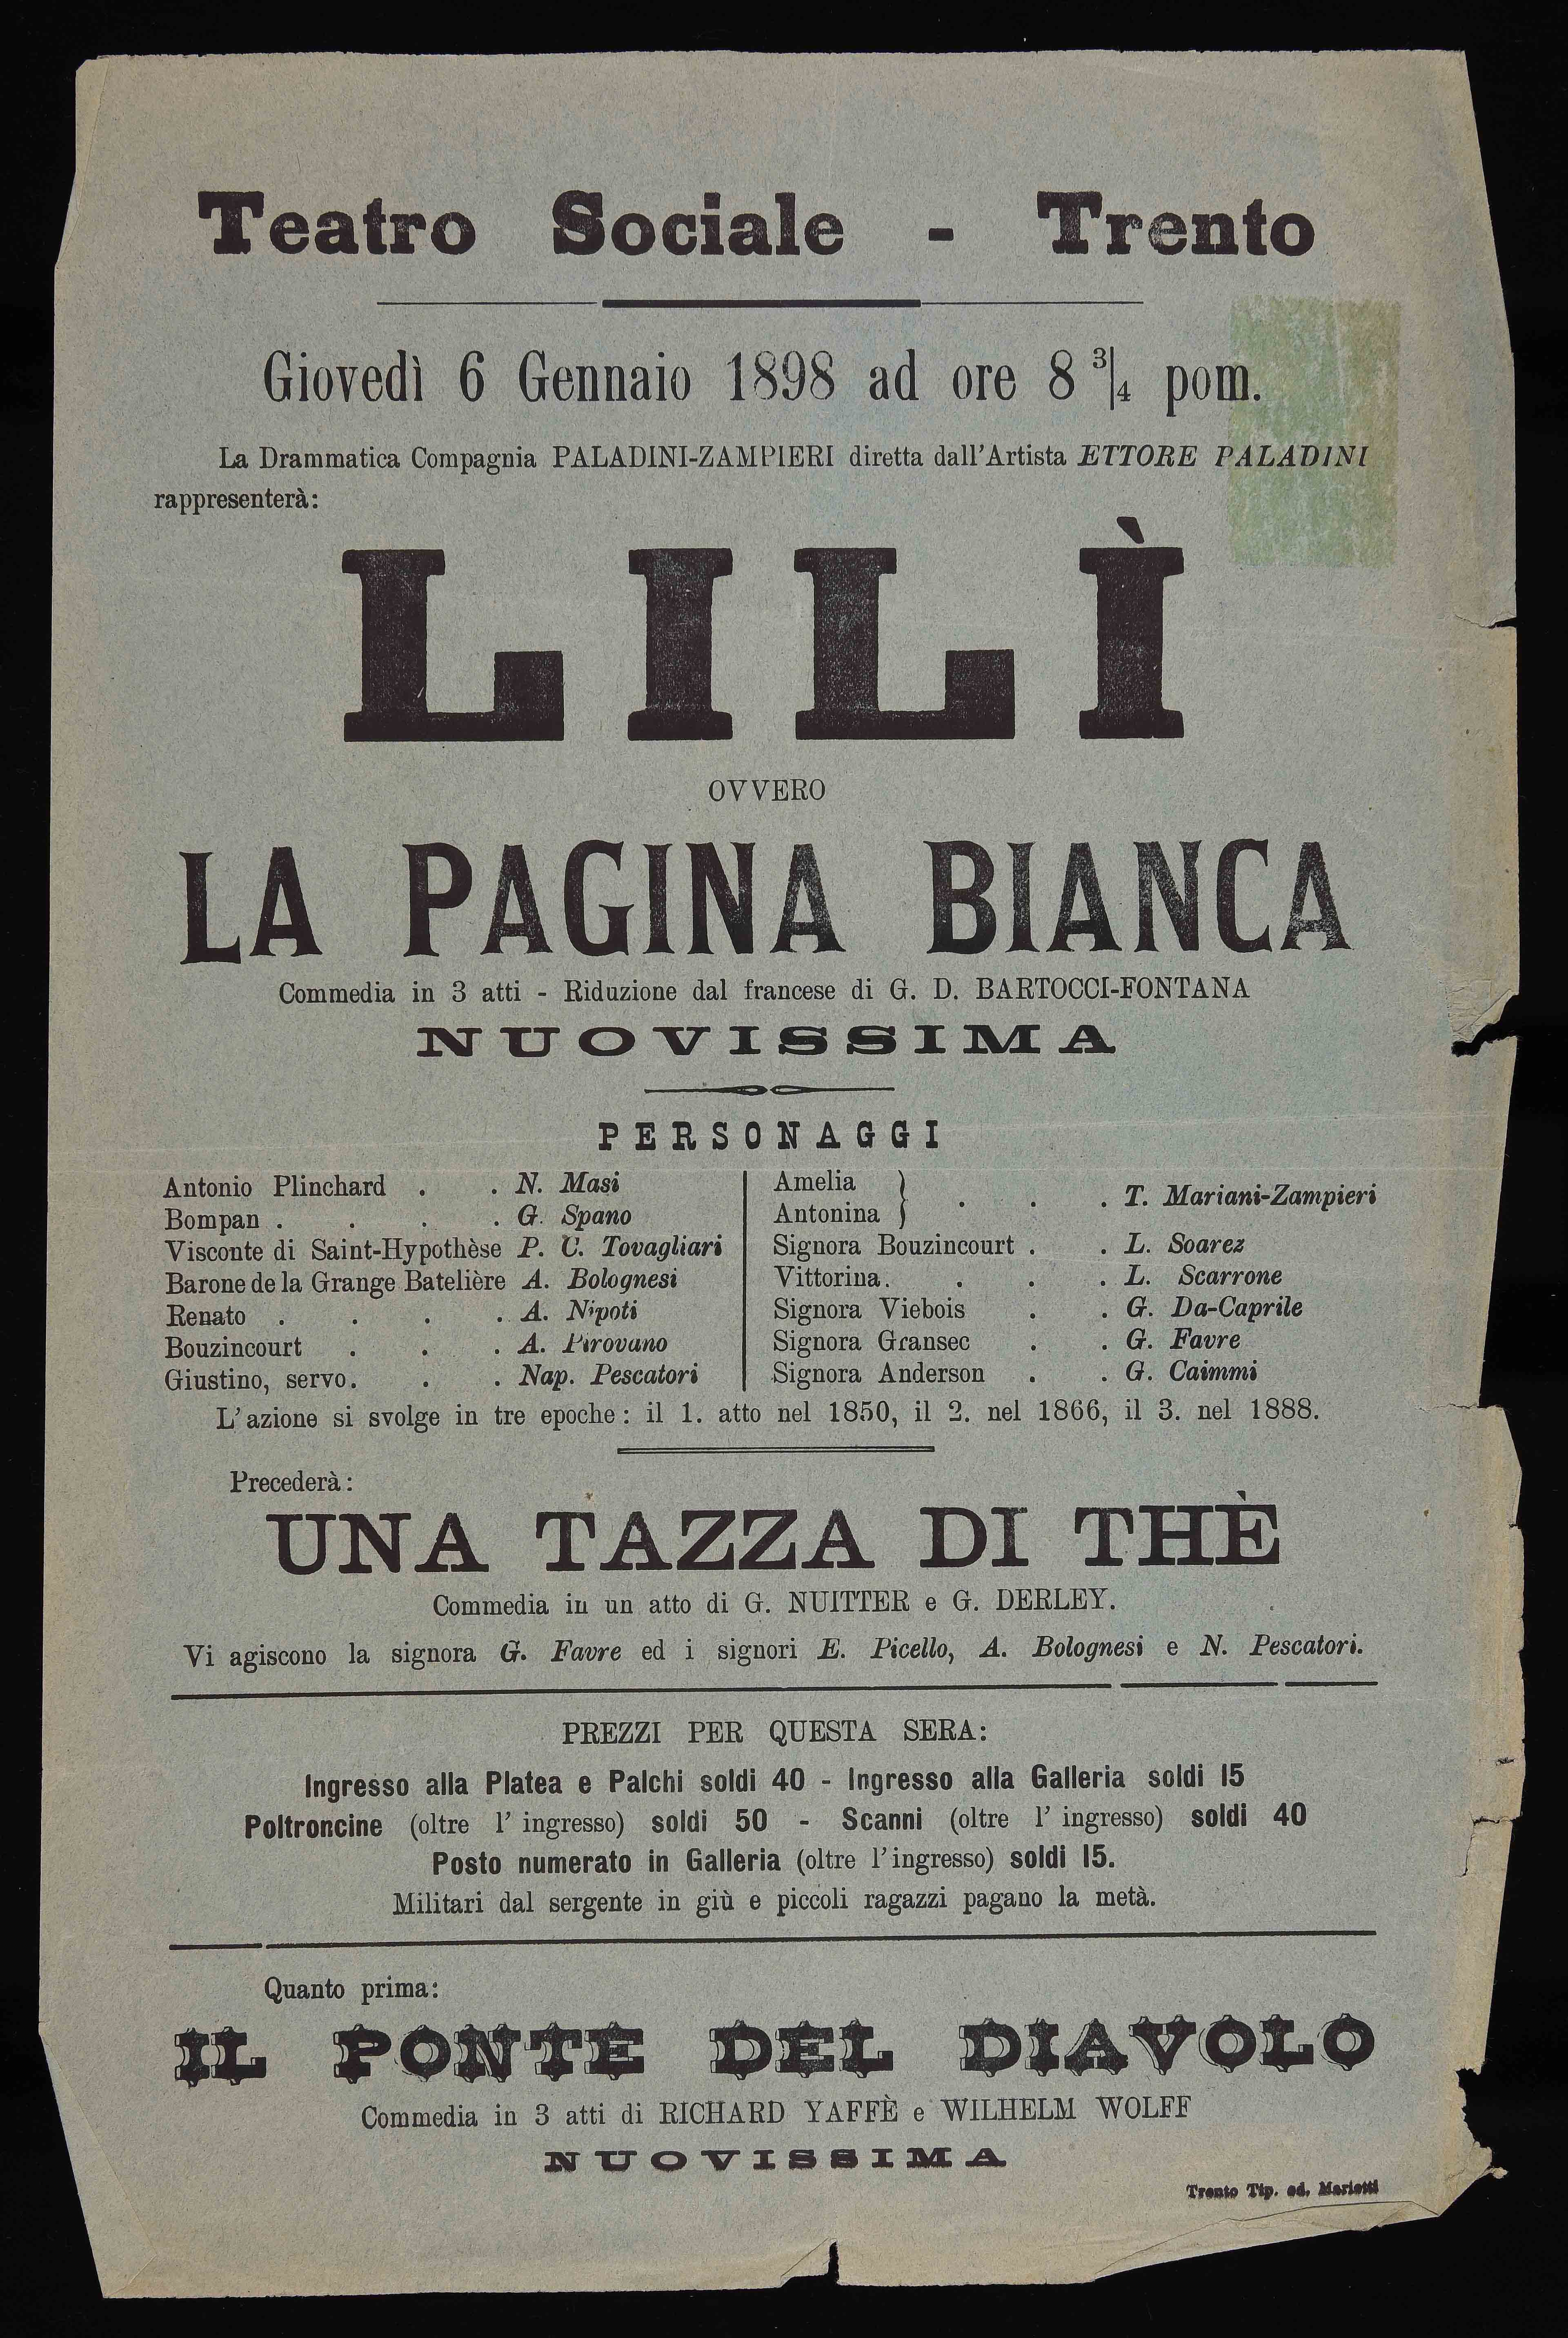 Teatro Sociale - Trento
Giovedì 6 Gennaio 1898 ad ore 8 3/4 pom.
La Drammatica Compagnia PALADINI-ZAMPIERI diretta dall'Artista ETTORE PALADINI
rappresenterà:
LILÌ
OVVERO
LA PAGINA BIANCA
Commedia in 3 atti - Riduzione dal francese di G. D. BARTOCCI-FONTANA
NUOVISSIMA
PERSONAGGI
Antonio Plinchard . . N. Masi
Bompan . . . . G. Spano
Visconte di Saint-Hypothèse P. C. Tovagliari
Barone de la Grange Batelière A. Bolognesi
Renato . . . . A. Nipoti
Bouzincourt . . . A. Pirovano
Giustino, servo. . . Nap. Pescatori
Amelia
Antonina } . . . T. Mariani-Zampieri
Signora Bouzincourt . . L. Soarez
Vittorina. . . . L. Scarrone
Signora Viebois . . G. Da-Caprile
Signora Gransec . . G. Favre
Signora Anderson . . G. Caimmi
L'azione si svolge in tre epoche: il 1. atto nel 1850, il 2. nel 1866, il 3. nel 1888.
Precederà:
UNA TAZZA DI THÈ
Commedia in un atto di G. NUITTER e G. DERLEY.
Vi agiscono la signora G. Favre ed i signori E. Picello, A. Bolognesi e N. Pescatori.
PREZZI PER QUESTA SERA:
Ingresso alla Platea e Palchi soldi 40 - Ingresso alla Galleria soldi 15
Poltroncine (oltre l'ingresso) soldi 50 - Scanni (oltre l'ingresso) soldi 40
Posto numerato in Galleria (oltre l'ingresso) soldi 15.
Militari dal sergente in giù e piccoli ragazzi pagano la metà.
Quanto prima:
IL PONTE DEL DIAVOLO
Commedia in 3 atti di RICHARD YAFFÈ e WILHELM WOLFF
NUOVISSIMA
Trento Tip. ed. Marietti